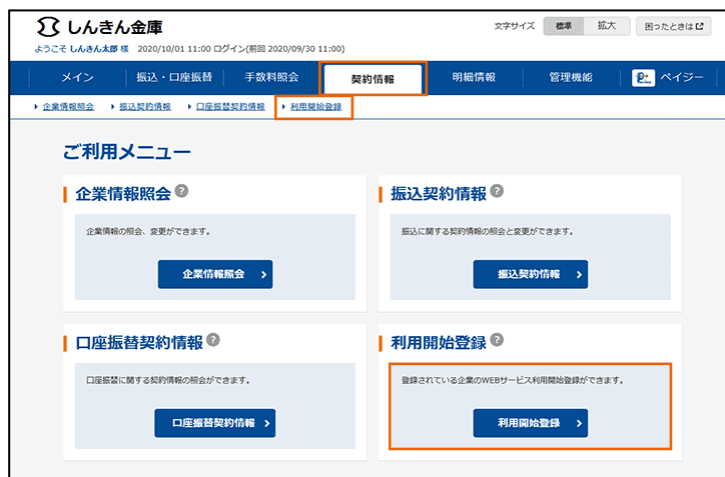 しんきん金庫
文字サイズ 標準 拡大 困ったときは
ようこそ しんきん太郎 様 2020/10/01 11:00 ログイン(前回 2020/09/30 11:00)
メイン 振込・口座振替 手数料照会 契約情報 明細情報 管理機能 ペイジー
企業情報照会 振込契約情報 口座振替契約情報 利用開始登録
ご利用メニュー
企業情報照会 ?
企業情報の照会、変更ができます。
企業情報照会
振込契約情報 ?
振込に関する契約情報の照会と変更ができます。
振込契約情報
口座振替契約情報 ?
口座振替に関する契約情報の照会ができます。
口座振替契約情報
利用開始登録 ?
登録されている企業のWEBサービス利用開始登録ができます。
利用開始登録